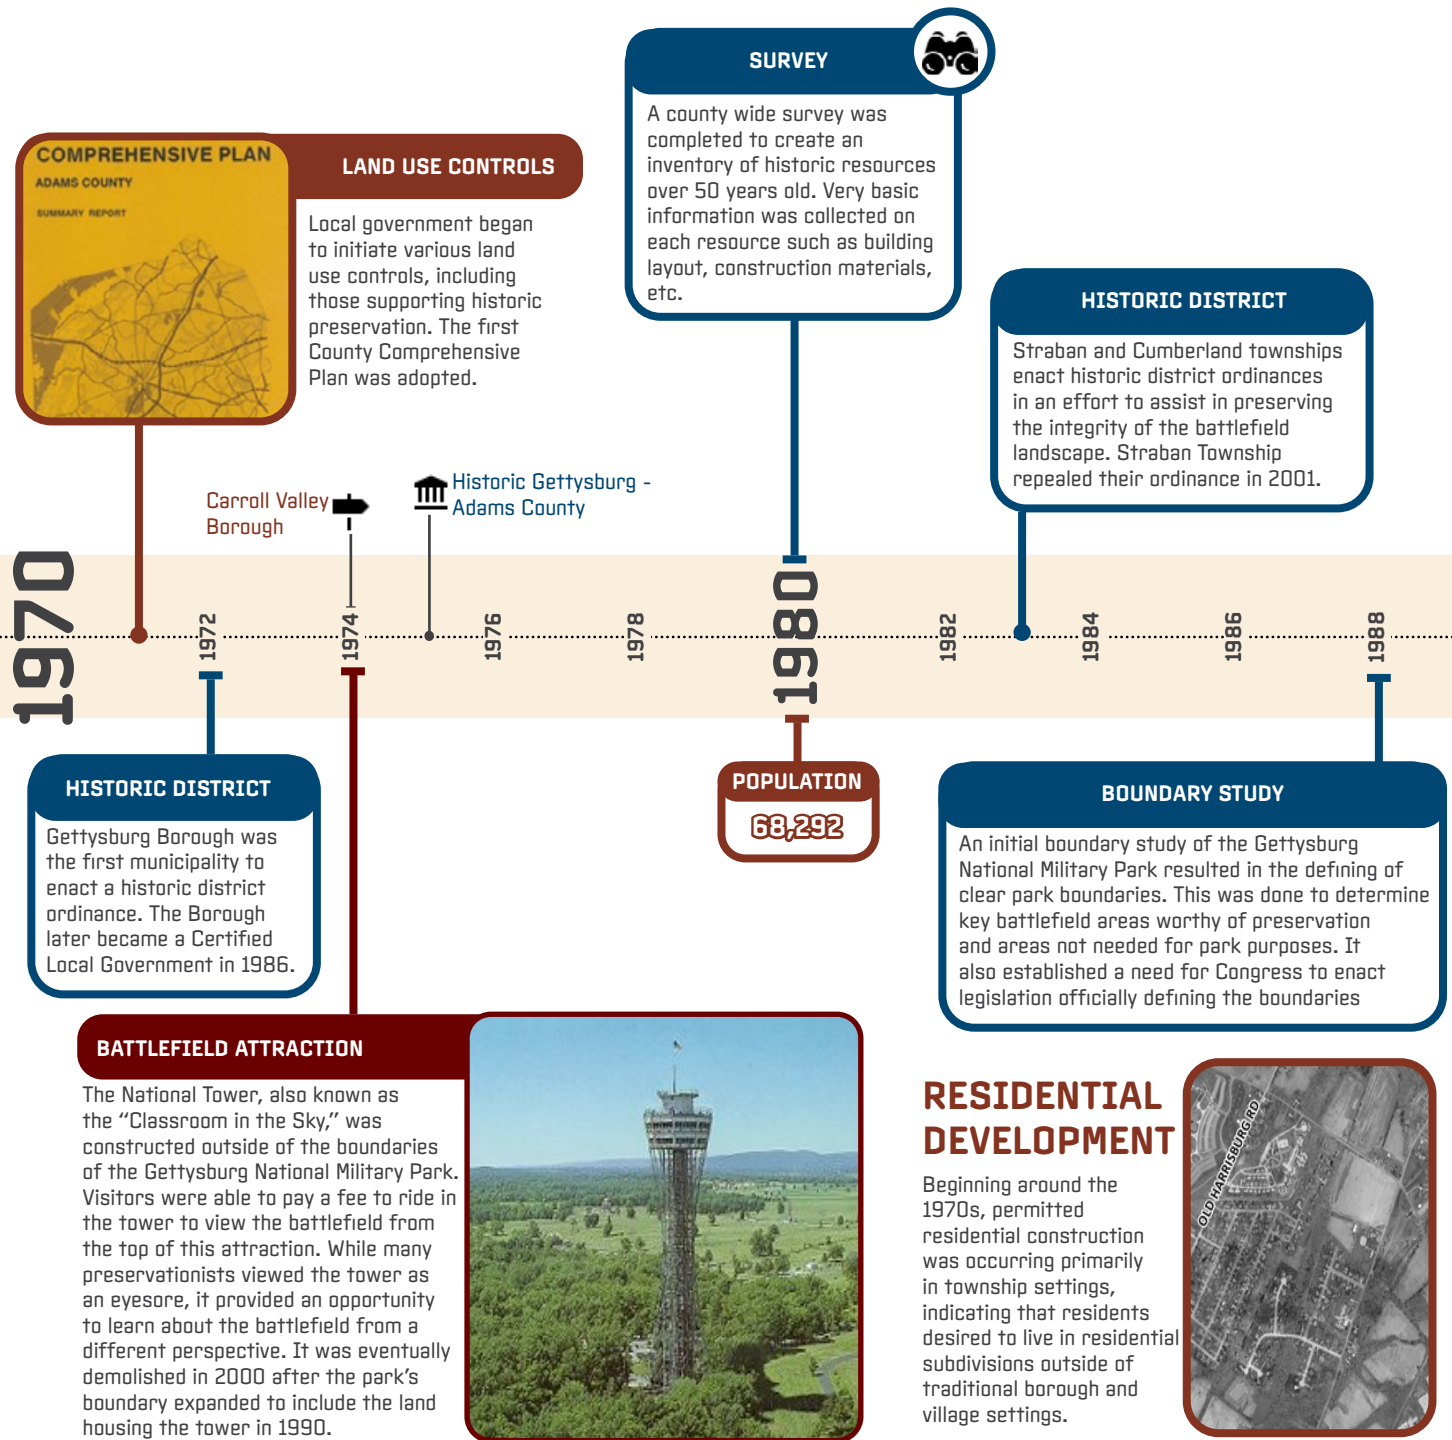 SURVEY
A county wide survey was
completed to create an
inventory of historic resources
over 50 years old. Very basic
information was collected on
each resource such as building
layout, construction materials,
etc.
COMPREHENSIVE PLAN
ADAMS COUNTY
SUMMARY REPORT
LAND USE CONTROLS
Local government began
to initiate various land
use controls, including
those supporting historic
preservation. The first
County Comprehensive
Plan was adopted.
HISTORIC DISTRICT
Straban and Cumberland townships
enact historic district ordinances
in an effort to assist in preserving
the integrity of the battlefield
landscape. Straban Township
repealed their ordinance in 2001.
Carroll Valley
Borough
Historic Gettysburg -
Adams County
1970
1972
1974
1976
1978
1980
1982
1984
1986
1988
HISTORIC DISTRICT
Gettysburg Borough was
the first municipality to
enact a historic district
ordinance. The Borough
later became a Certified
Local Government in 1986.
POPULATION
68,292
BOUNDARY STUDY
An initial boundary study of the Gettysburg
National Military Park resulted in the defining of
clear park boundaries. This was done to determine
key battlefield areas worthy of preservation
and areas not needed for park purposes. It
also established a need for Congress to enact
legislation officially defining the boundaries
BATTLEFIELD ATTRACTION
The National Tower, also known as
the “Classroom in the Sky,” was
constructed outside of the boundaries
of the Gettysburg National Military Park.
Visitors were able to pay a fee to ride in
the tower to view the battlefield from
the top of this attraction. While many
preservationists viewed the tower as
an eyesore, it provided an opportunity
to learn about the battlefield from a
different perspective. It was eventually
demolished in 2000 after the park’s
boundary expanded to include the land
housing the tower in 1990.
RESIDENTIAL
DEVELOPMENT
Beginning around the
1970s, permitted
residential construction
was occurring primarily
in township settings,
indicating that residents
desired to live in residential
subdivisions outside of
traditional borough and
village settings.
OLD HARRISBURG RD